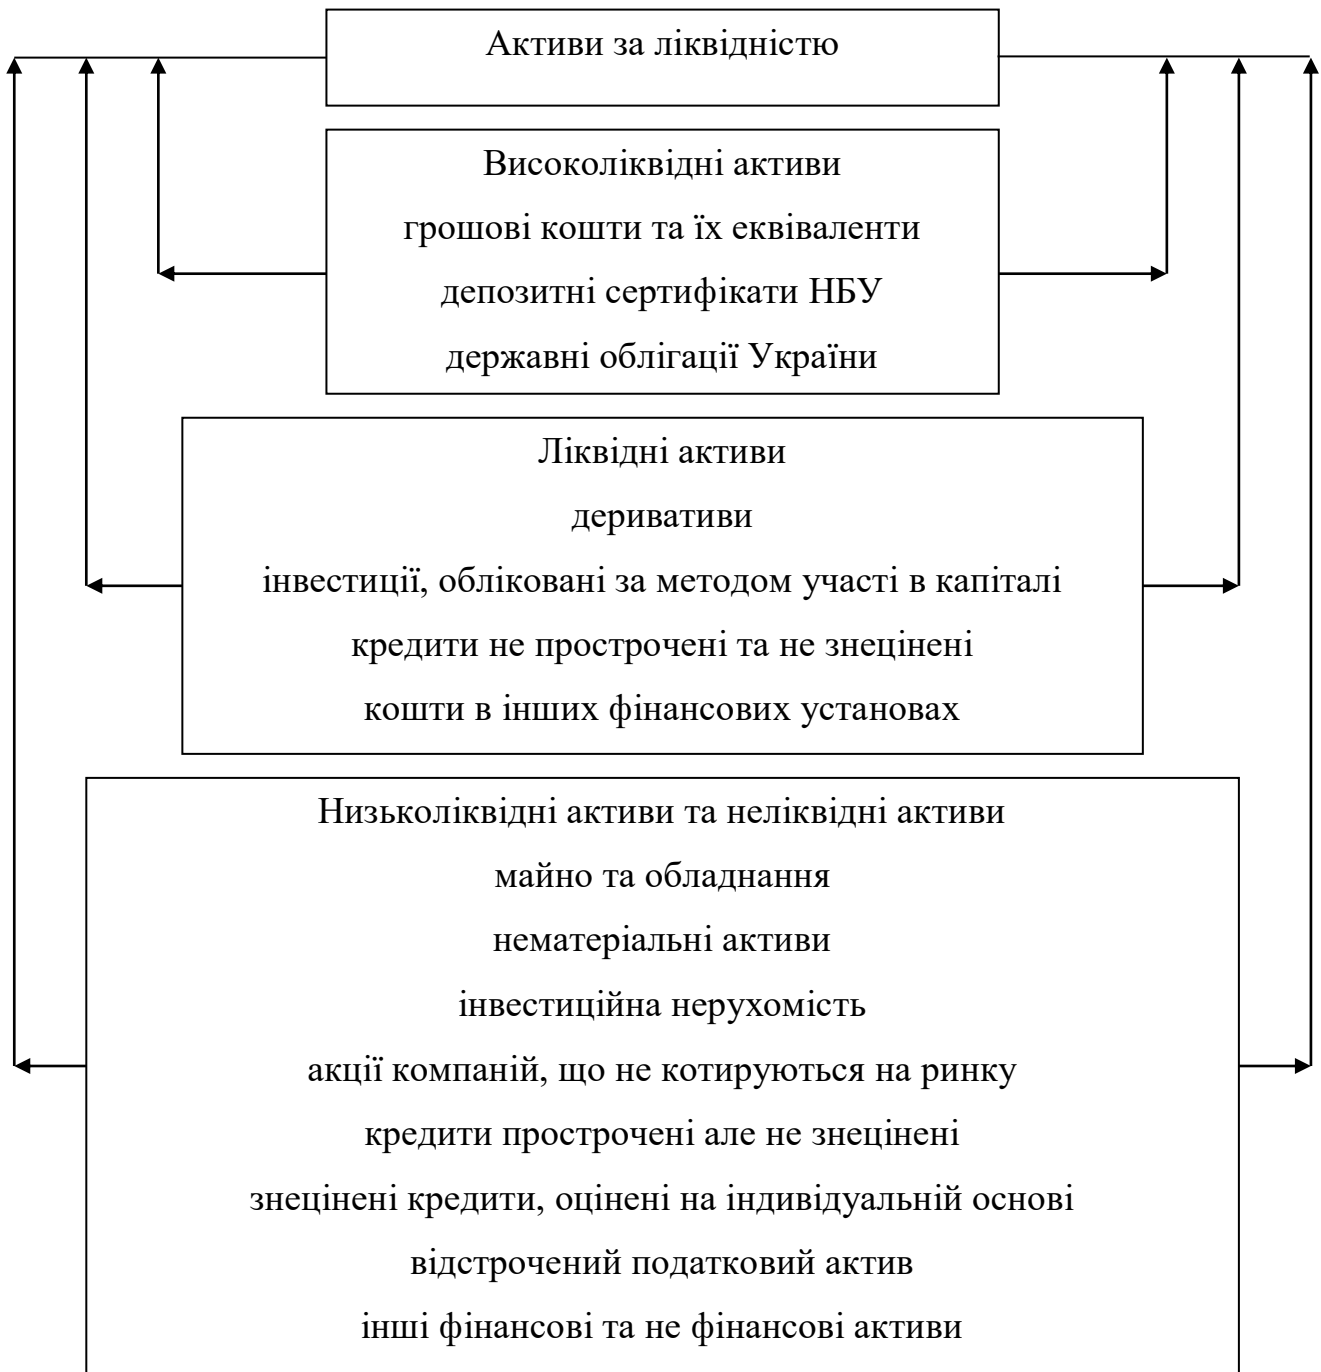 Активи за ліквідністю
Високоліквідні активи
грошові кошти та їх еквіваленти
депозитні сертифікати НБУ
державні облігації України
Ліквідні активи
деривативи
інвестиції, обліковані за методом участі в капіталі
кредити не прострочені та не знецінені
кошти в інших фінансових установах
Низьколіквідні активи та неліквідні активи
майно та обладнання
нематеріальні активи
інвестиційна нерухомість
акції компаній, що не котируються на ринку
кредити прострочені але не знецінені
знецінені кредити, оцінені на індивідуальній основі
відстрочений податковий актив
інші фінансові та не фінансові активи